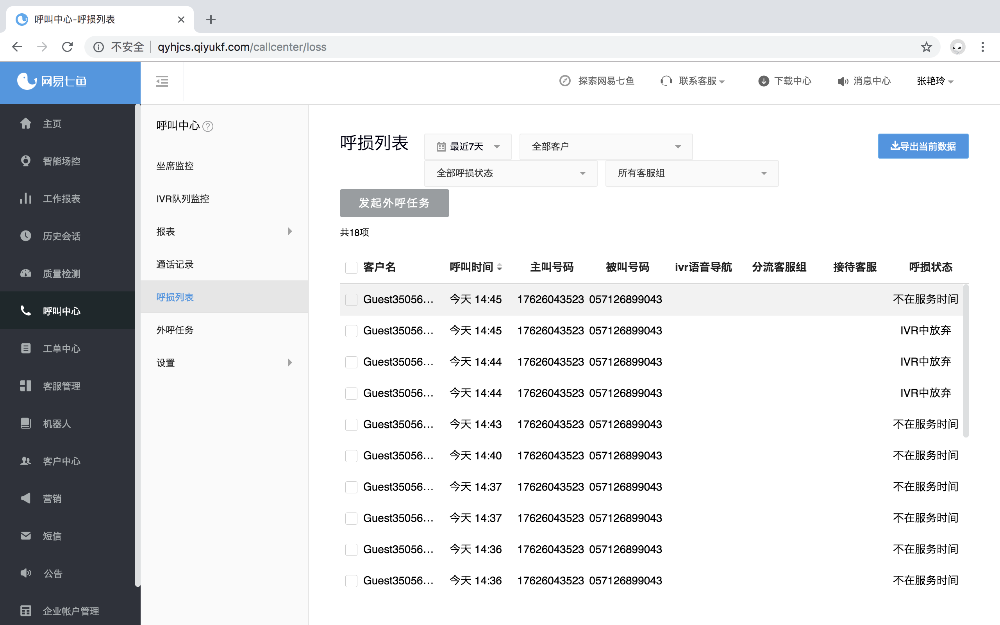 呼叫中心-呼损列表
不安全 qyhjcs.qiyukf.com/callcenter/loss
网易七鱼
探索网易七鱼 联系客服 下载中心 消息中心 张艳玲
主页
智能场控
工作报表
历史会话
质量检测
呼叫中心
工单中心
客服管理
机器人
客户中心
营销
短信
公告
企业帐户管理
呼叫中心 ?
坐席监控
IVR队列监控
报表
通话记录
呼损列表
外呼任务
设置
呼损列表 最近7天 全部客户 导出当前数据
全部呼损状态 所有客服组
发起外呼任务
共18项
客户名 呼叫时间 主叫号码 被叫号码 ivr语音导航 分流客服组 接待客服 呼损状态
Guest35056... 今天 14:45 17626043523 057126899043 不在服务时间
Guest35056... 今天 14:45 17626043523 057126899043 IVR中放弃
Guest35056... 今天 14:44 17626043523 057126899043 IVR中放弃
Guest35056... 今天 14:44 17626043523 057126899043 IVR中放弃
Guest35056... 今天 14:43 17626043523 057126899043 不在服务时间
Guest35056... 今天 14:40 17626043523 057126899043 不在服务时间
Guest35056... 今天 14:37 17626043523 057126899043 不在服务时间
Guest35056... 今天 14:37 17626043523 057126899043 不在服务时间
Guest35056... 今天 14:36 17626043523 057126899043 不在服务时间
Guest35056... 今天 14:36 17626043523 057126899043 不在服务时间